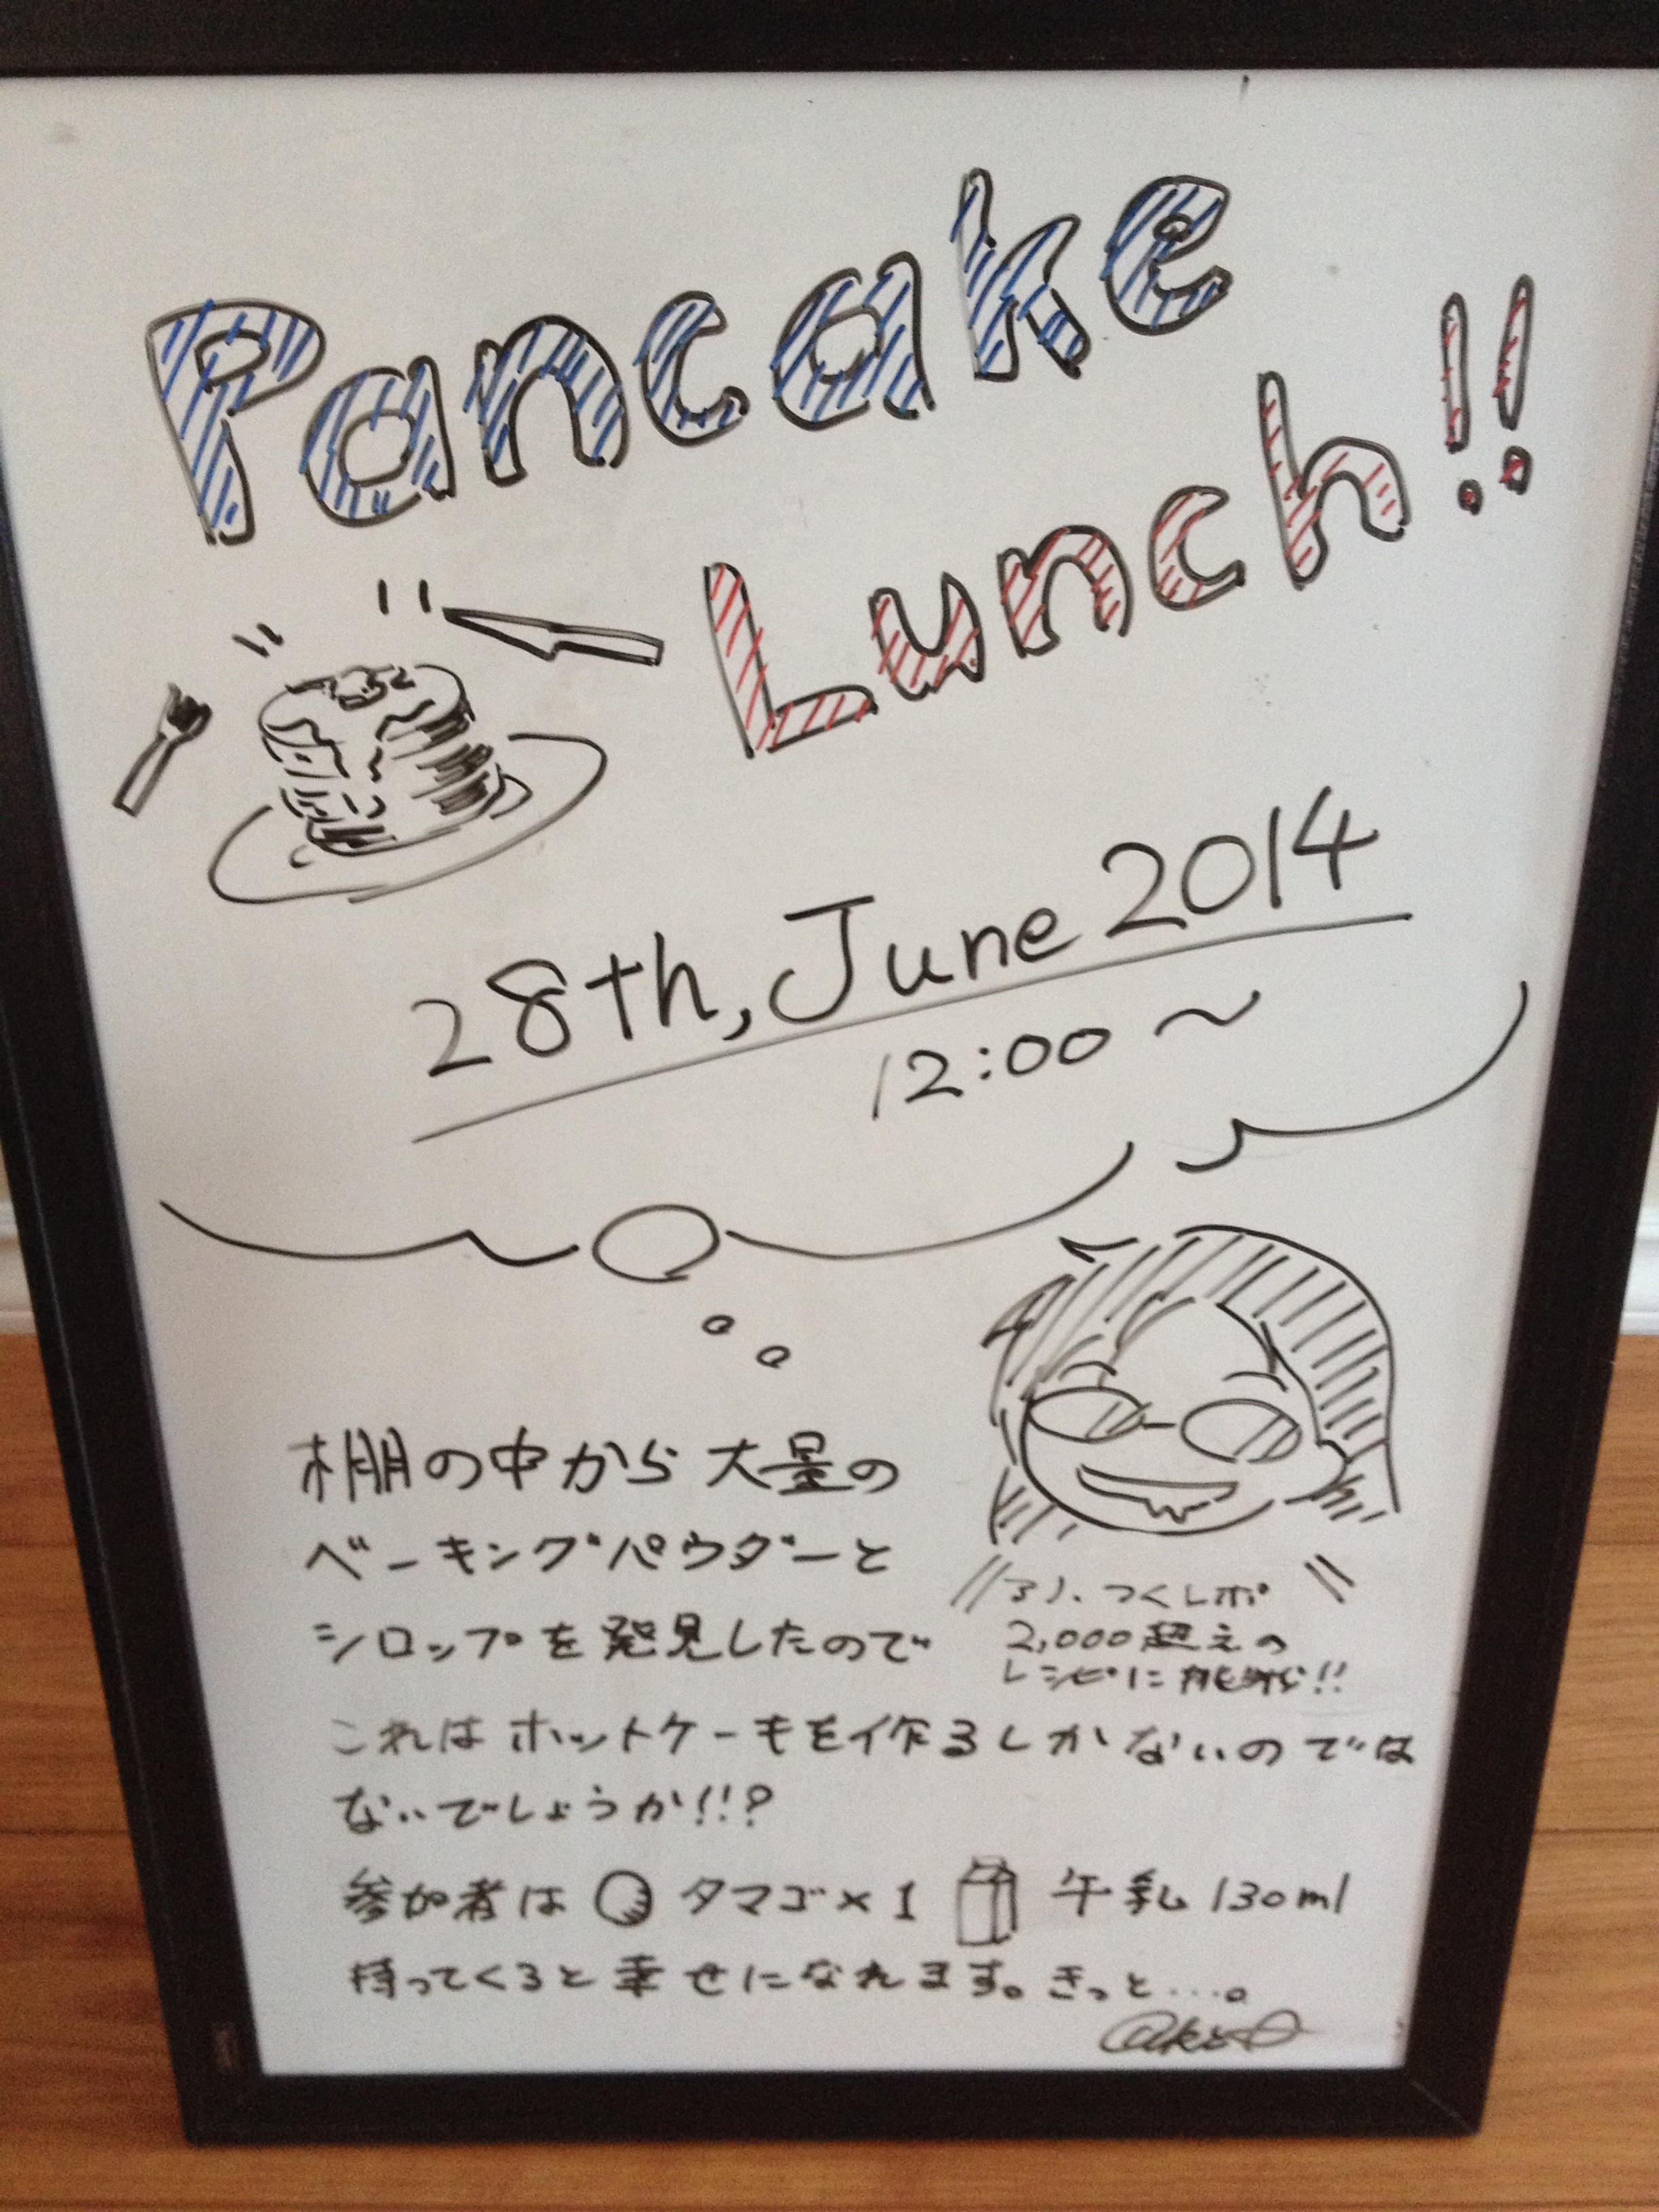 Pancake
Lunch!!
28th, June 2014
12:00〜
棚の中から大量の
ベーキングパウダーと
シロップを発見したので
これはホットケーキを作るしかないのでは
ないでしょうか!!?
つくレポ
2,000超えの
レシピに挑戦!!
参加者は タマゴ×1 牛乳 130ml
持ってくると幸せになれます。きっと…。